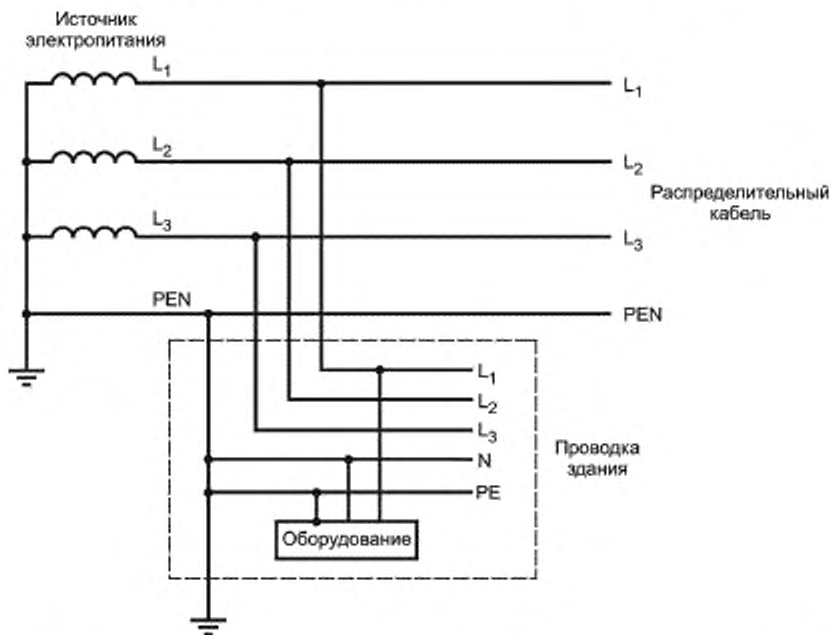 Источник
электропитания
L1
L1
L2
L2
Распределительный
кабель
L3
L3
PEN
PEN
L1
L2
L3
Проводка
здания
N
PE
Оборудование